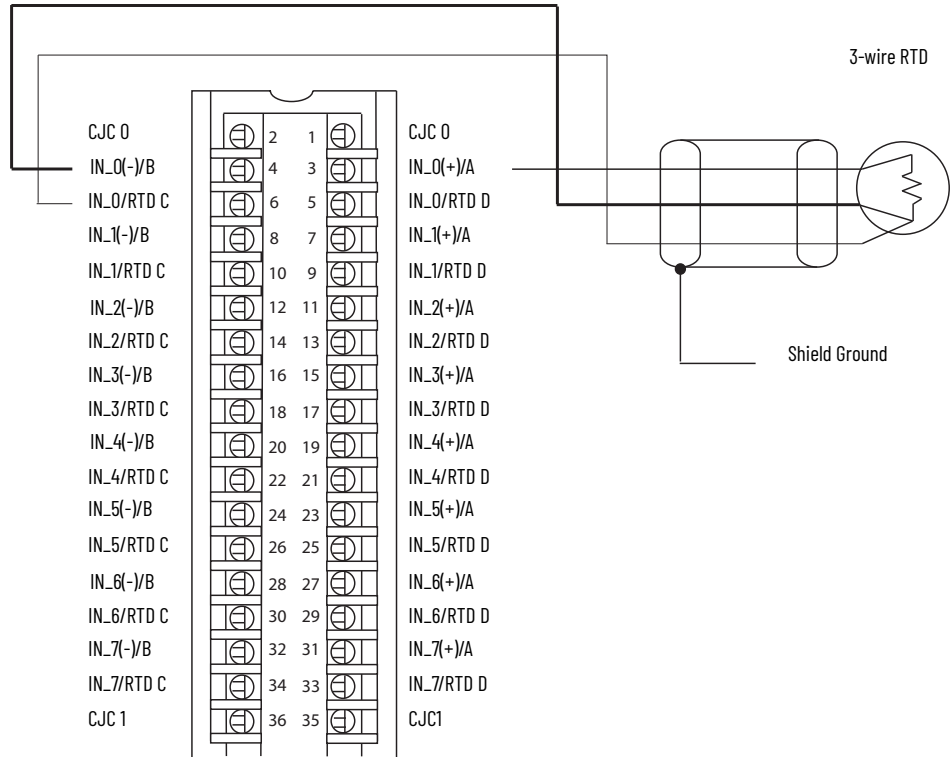 3-wire RTD
CJC 0 2 1 CJC 0
IN_0(-)/B 4 3 IN_0(+)/A
IN_0/RTD C 6 5 IN_0/RTD D
IN_1(-)/B 8 7 IN_1(+)/A
IN_1/RTD C 10 9 IN_1/RTD D
IN_2(-)/B 12 11 IN_2(+)/A
IN_2/RTD C 14 13 IN_2/RTD D
Shield Ground
IN_3(-)/B 16 15 IN_3(+)/A
IN_3/RTD C 18 17 IN_3/RTD D
IN_4(-)/B 20 19 IN_4(+)/A
IN_4/RTD C 22 21 IN_4/RTD D
IN_5(-)/B 24 23 IN_5(+)/A
IN_5/RTD C 26 25 IN_5/RTD D
IN_6(-)/B 28 27 IN_6(+)/A
IN_6/RTD C 30 29 IN_6/RTD D
IN_7(-)/B 32 31 IN_7(+)/A
IN_7/RTD C 34 33 IN_7/RTD D
CJC 1 36 35 CJC1